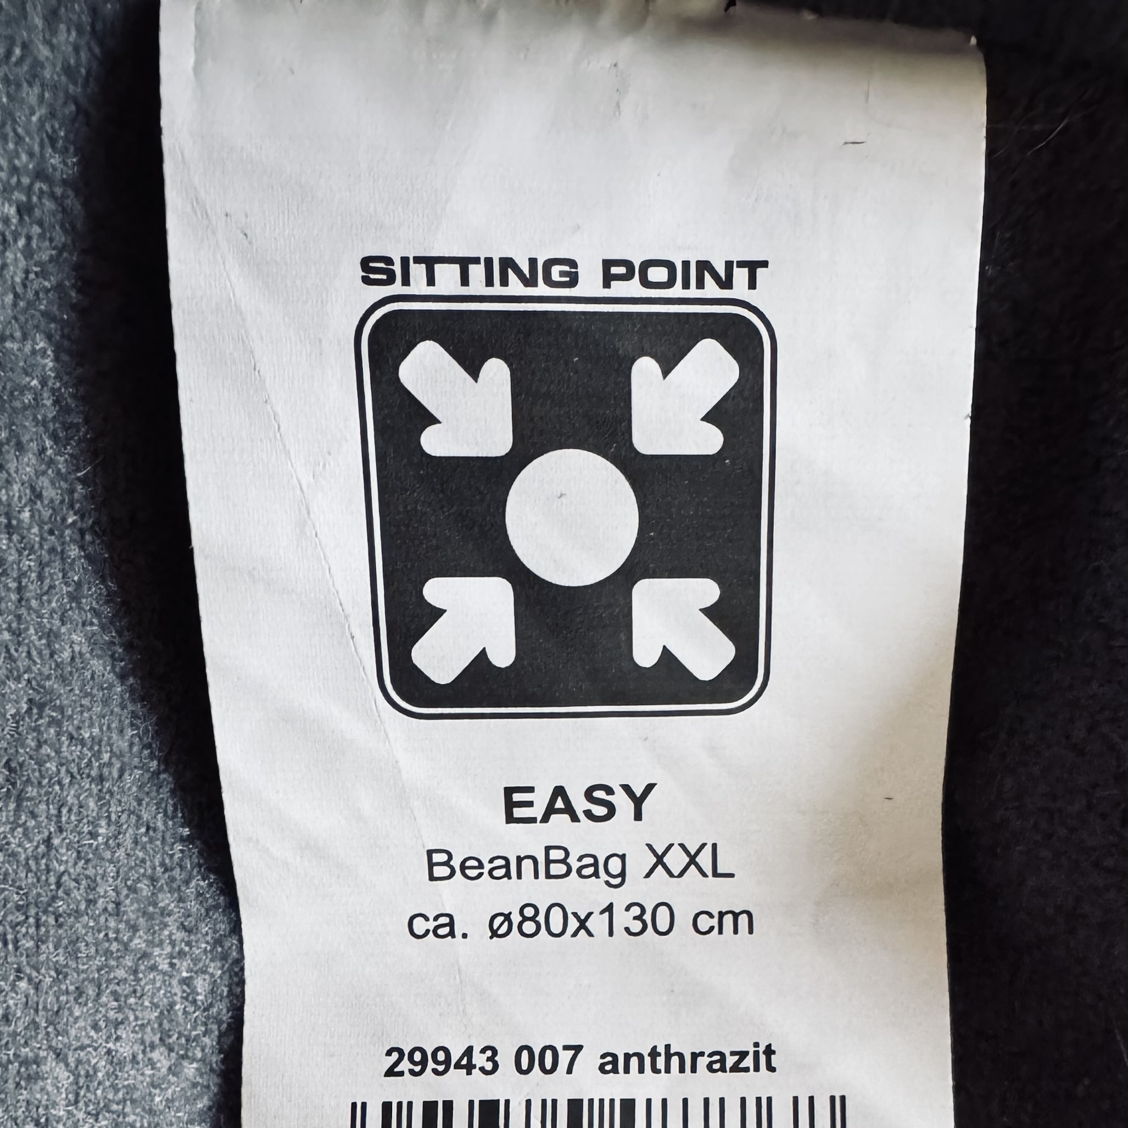 SITTING POINT
EASY
BeanBag XXL
ca. ø80x130 cm
29943 007 anthrazit